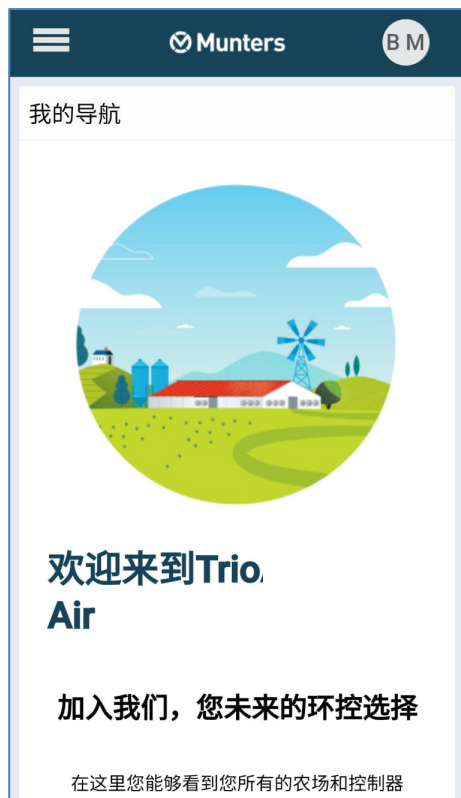 Munters
B M
我的导航
欢迎来到Trio
Air
加入我们，您未来的环控选择
在这里您能够看到您所有的农场和控制器